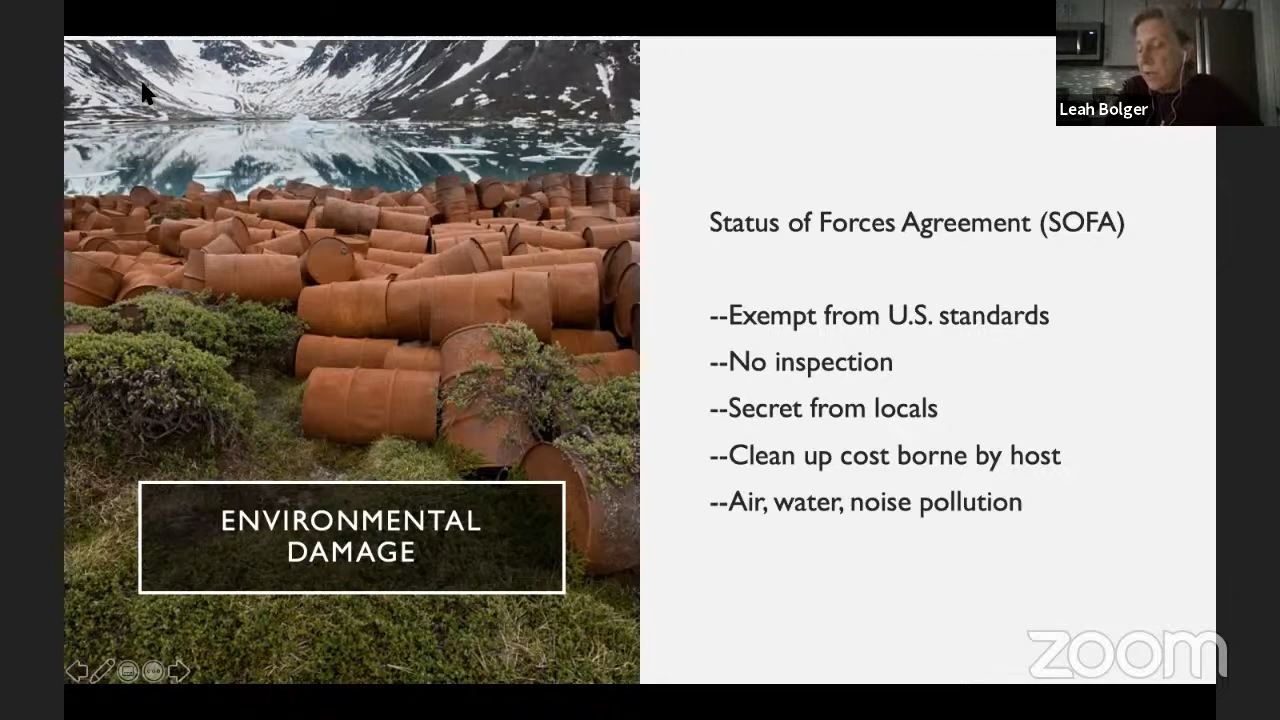 Leah Bolger
Status of Forces Agreement (SOFA)
--Exempt from U.S. standards
--No inspection
--Secret from locals
--Clean up cost borne by host
--Air, water, noise pollution
ENVIRONMENTAL
DAMAGE
zoom